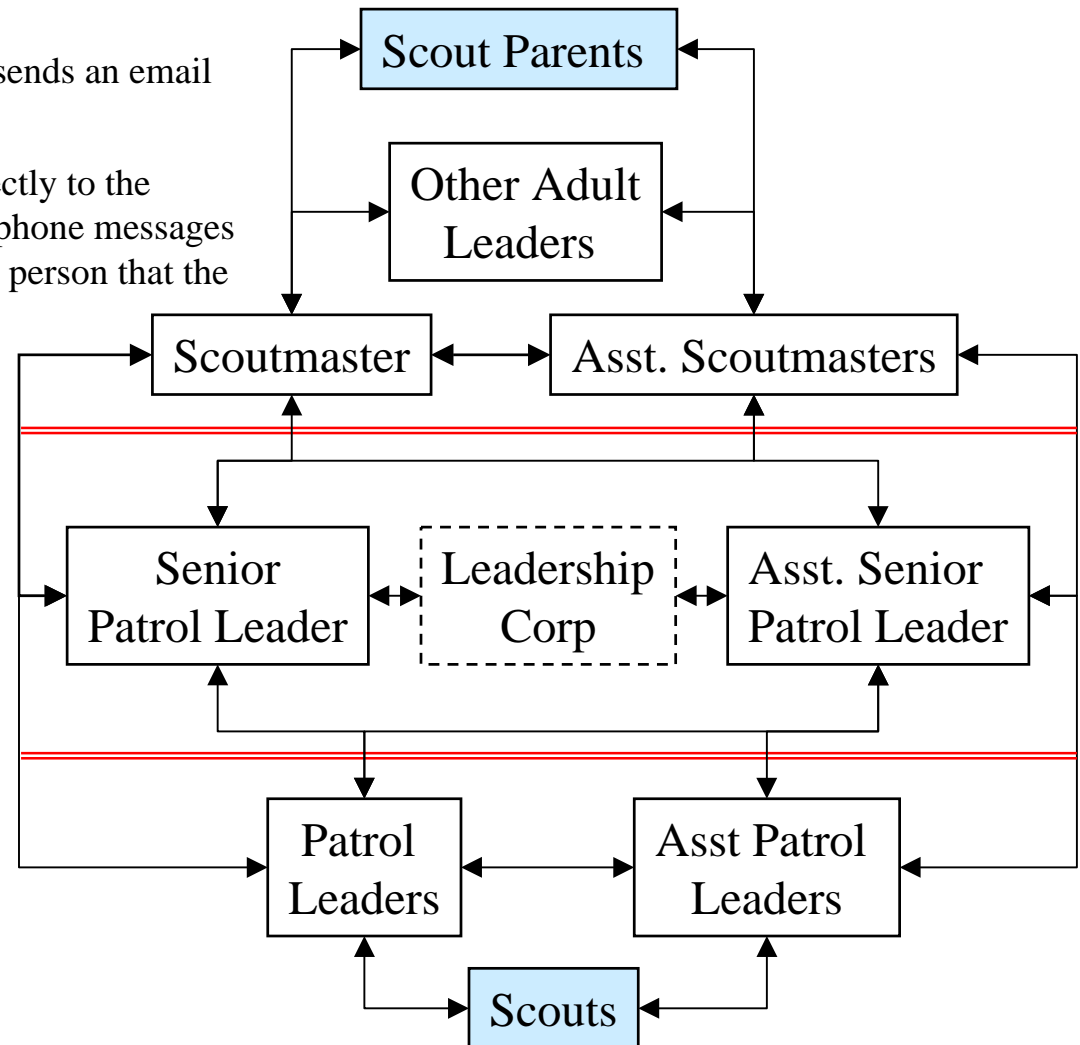 sends an email
ectly to the
phone messages
person that the
Scout Parents
Other Adult
Leaders
Scoutmaster
Asst. Scoutmasters
Senior
Patrol Leader
Leadership
Corp
Asst. Senior
Patrol Leader
Patrol
Leaders
Asst Patrol
Leaders
Scouts